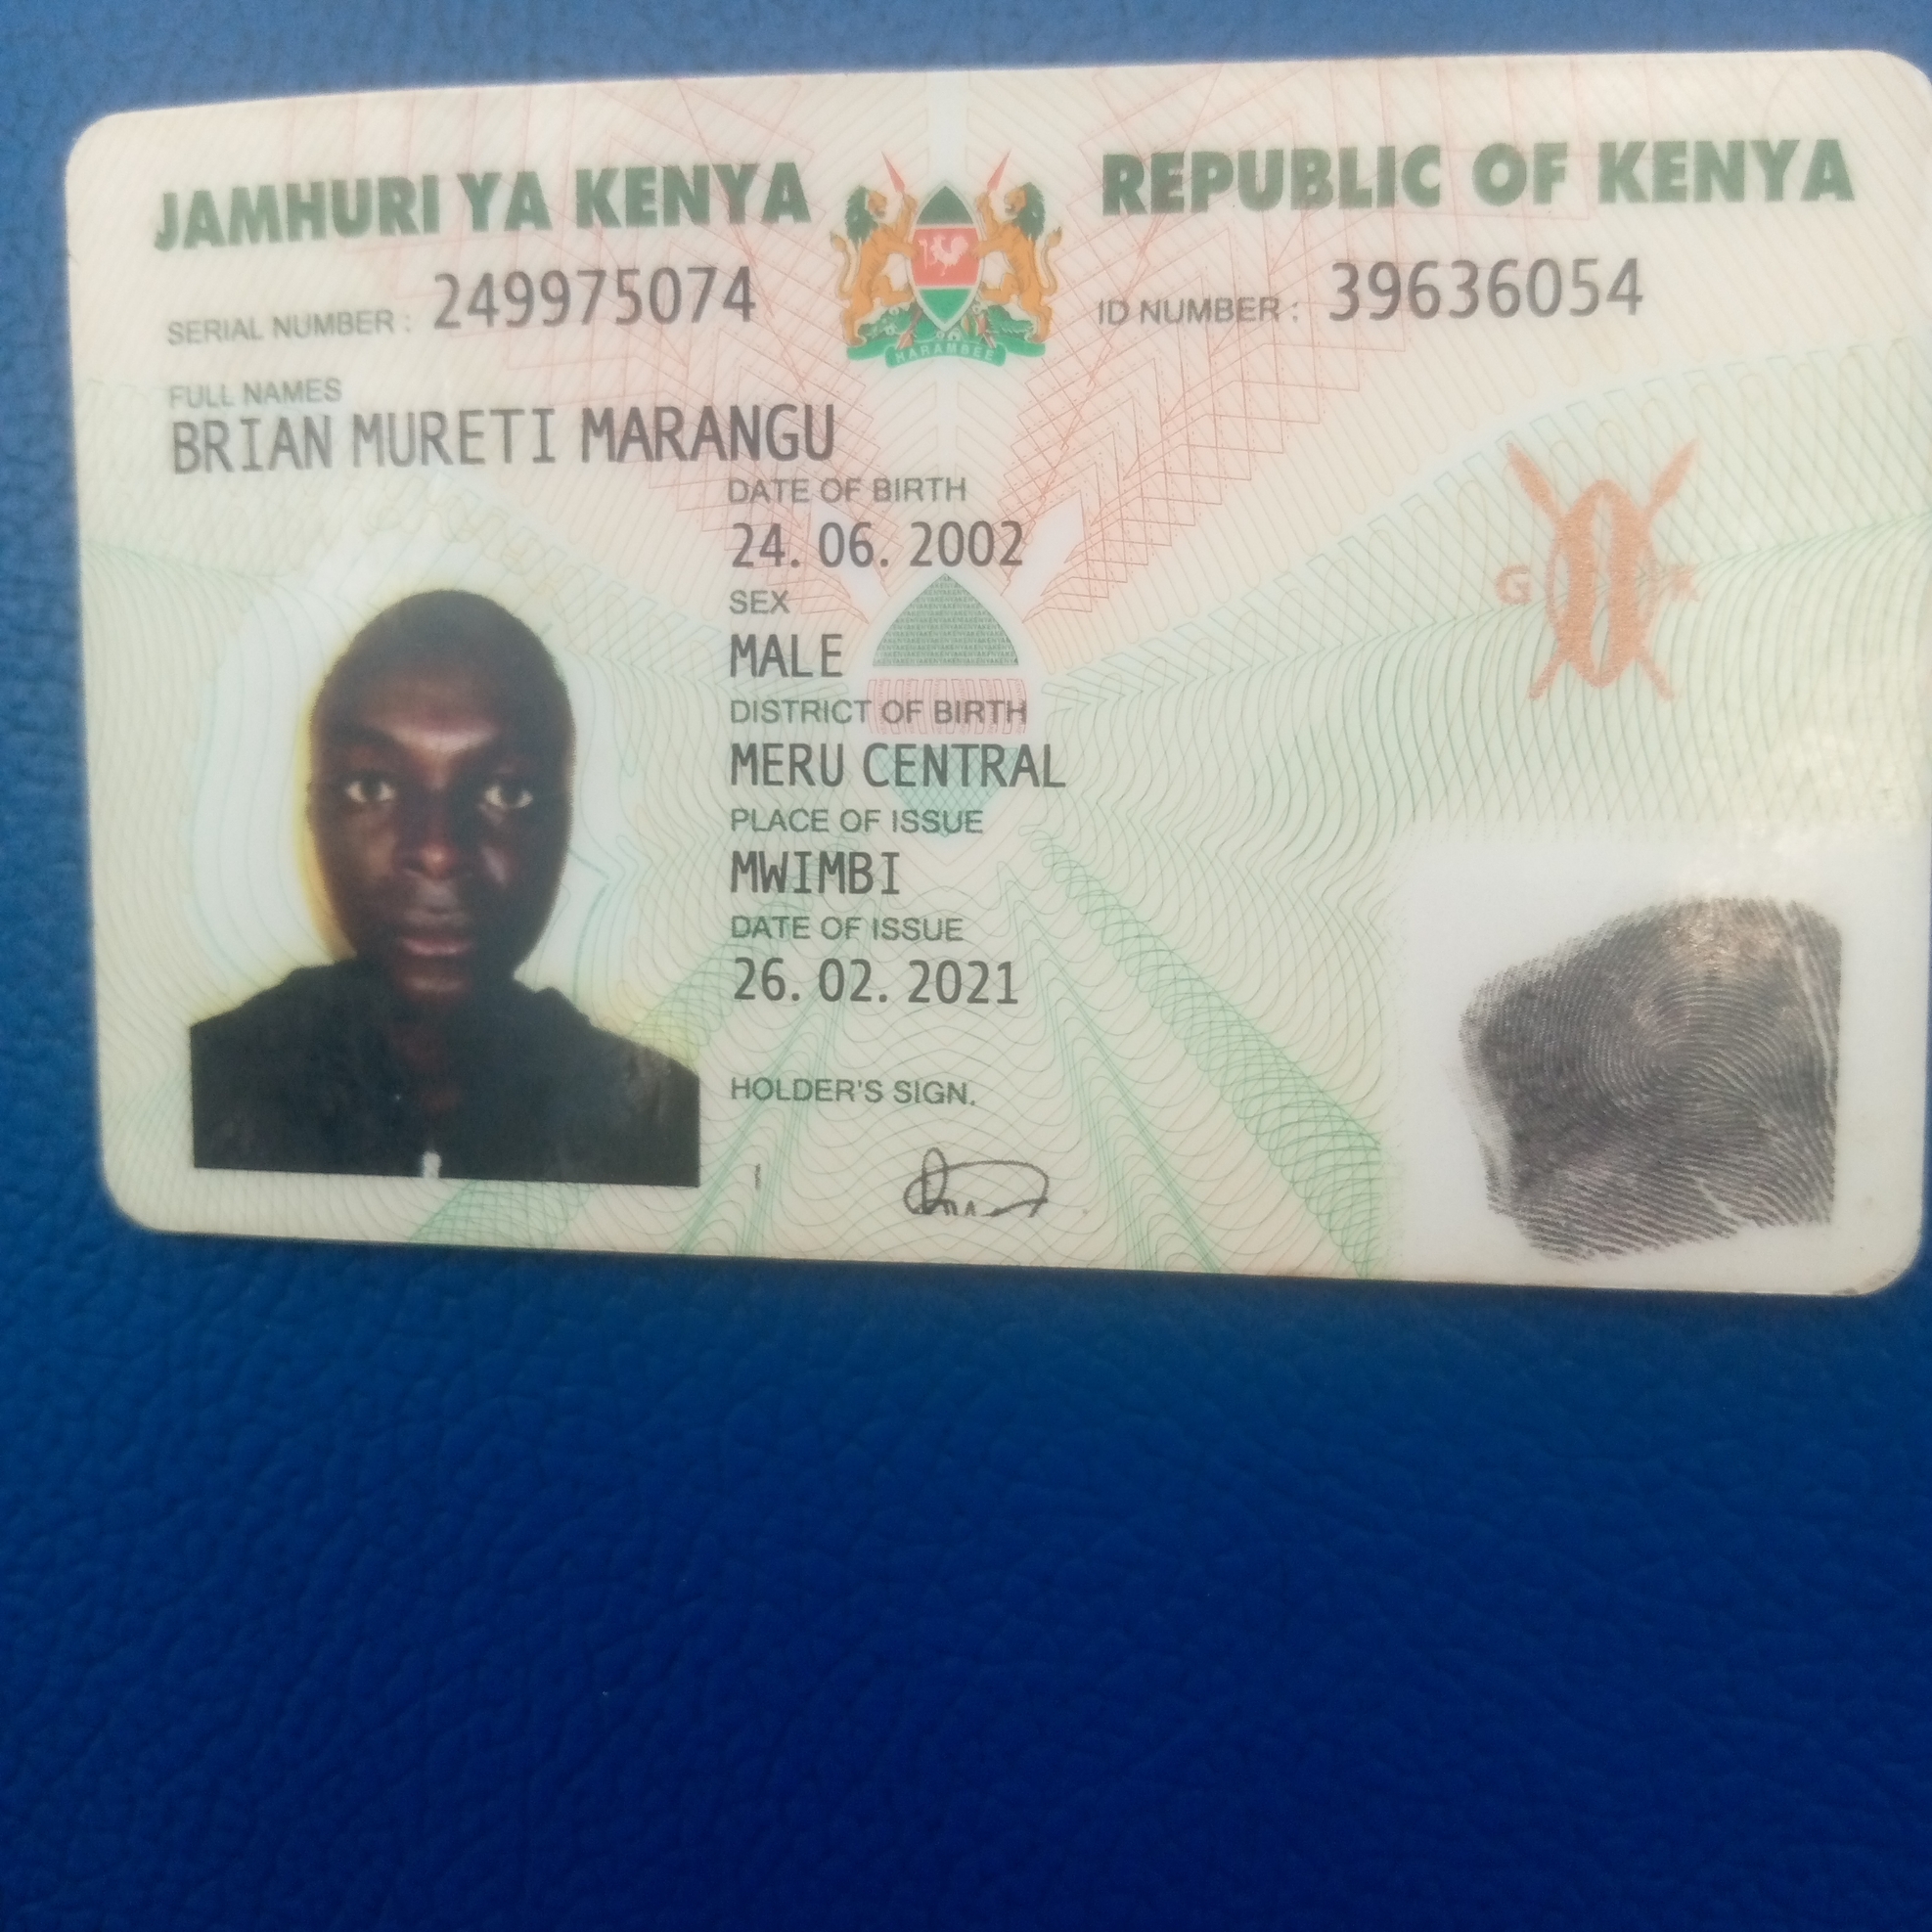 JAMHURI YA KENYA
REPUBLIC OF KENYA
SERIAL NUMBER : 249975074
ID NUMBER : 39636054
HARAMBEE
FULL NAMES
BRIAN MURETI MARANGU
DATE OF BIRTH
24. 06. 2002
SEX
MALE
DISTRICT OF BIRTH
MERU CENTRAL
PLACE OF ISSUE
MWIMBI
DATE OF ISSUE
26. 02. 2021
HOLDER'S SIGN.
G K